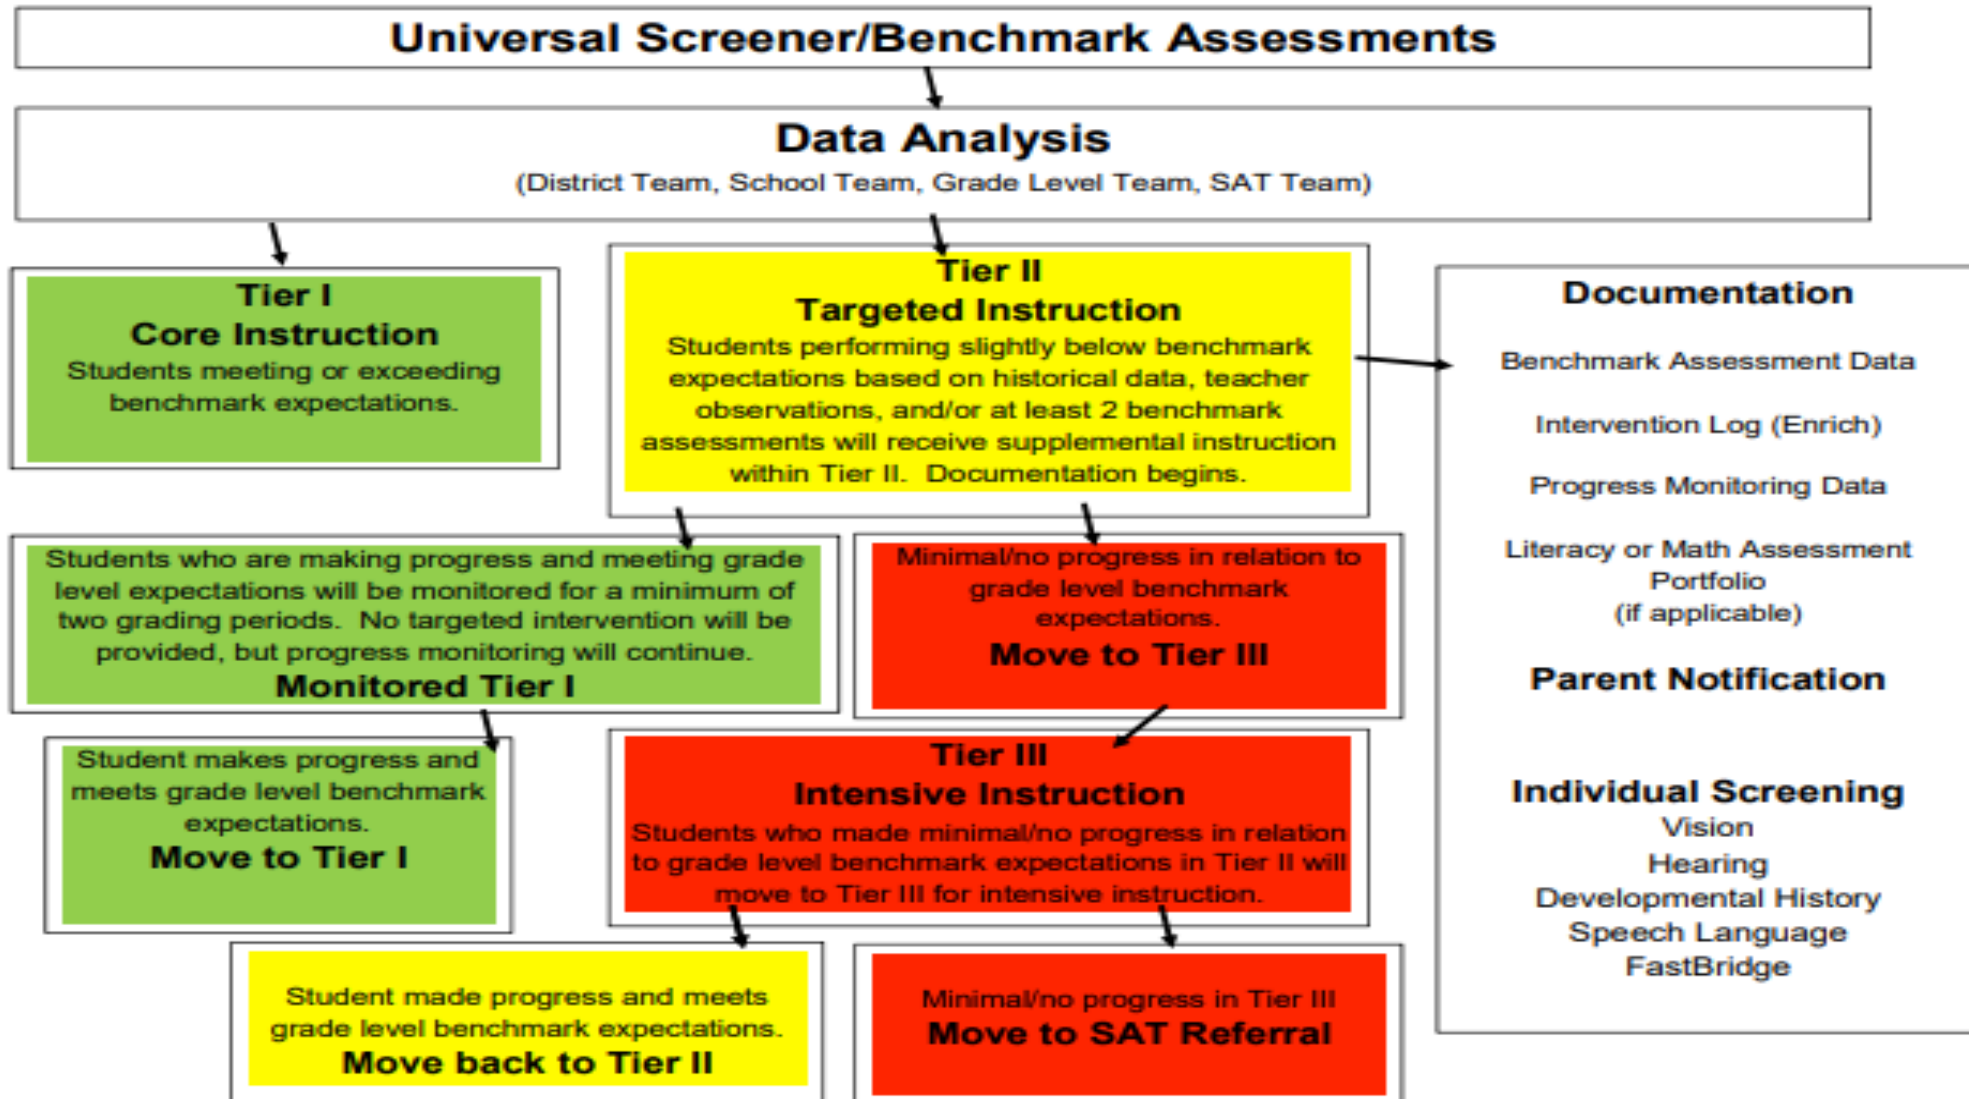 Universal Screener/Benchmark Assessments
Data Analysis
(District Team, School Team, Grade Level Team, SAT Team)
Tier I
Core Instruction
Students meeting or exceeding
benchmark expectations.
Tier II
Targeted Instruction
Students performing slightly below benchmark
expectations based on historical data, teacher
observations, and/or at least 2 benchmark
assessments will receive supplemental instruction
within Tier II.  Documentation begins.
Students who are making progress and meeting grade
level expectations will be monitored for a minimum of
two grading periods.  No targeted intervention will be
provided, but progress monitoring will continue.
Monitored Tier I
Minimal/no progress in relation to
grade level benchmark
expectations.
Move to Tier III
Student makes progress and
meets grade level benchmark
expectations.
Move to Tier I
Tier III
Intensive Instruction
Students who made minimal/no progress in relation
to grade level benchmark expectations in Tier II will
move to Tier III for intensive instruction.
Student made progress and meets
grade level benchmark expectations.
Move back to Tier II
Minimal/no progress in Tier III
Move to SAT Referral
Documentation
Benchmark Assessment Data
Intervention Log (Enrich)
Progress Monitoring Data
Literacy or Math Assessment
Portfolio
(if applicable)
Parent Notification
Individual Screening
Vision
Hearing
Developmental History
Speech Language
FastBridge